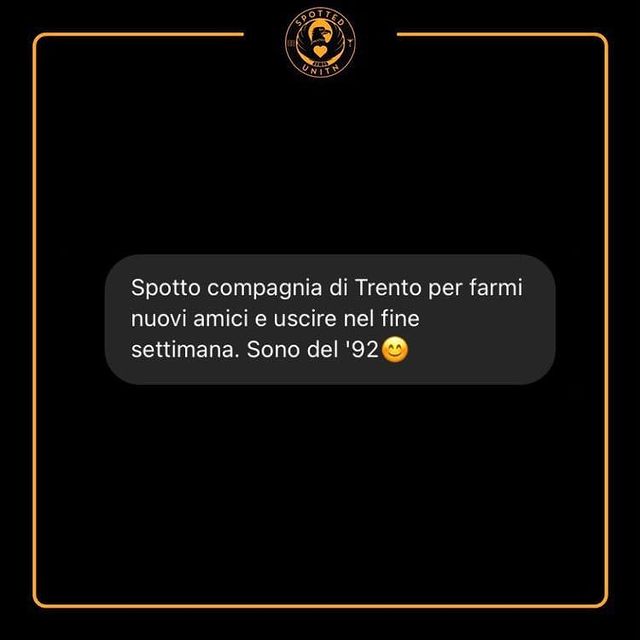 SPOTTED
UNITN
Spotto compagnia di Trento per farmi
nuovi amici e uscire nel fine
settimana. Sono del '92😊